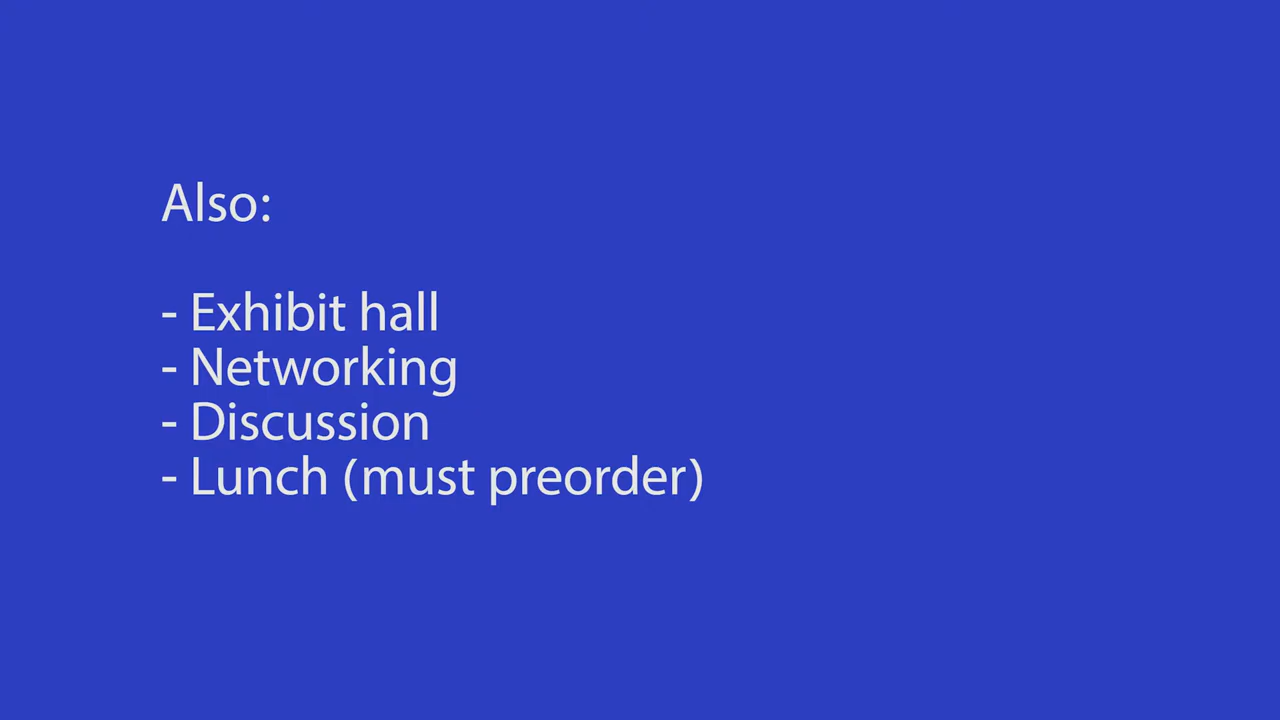 Also:
- Exhibit hall
- Networking
- Discussion
- Lunch (must preorder)